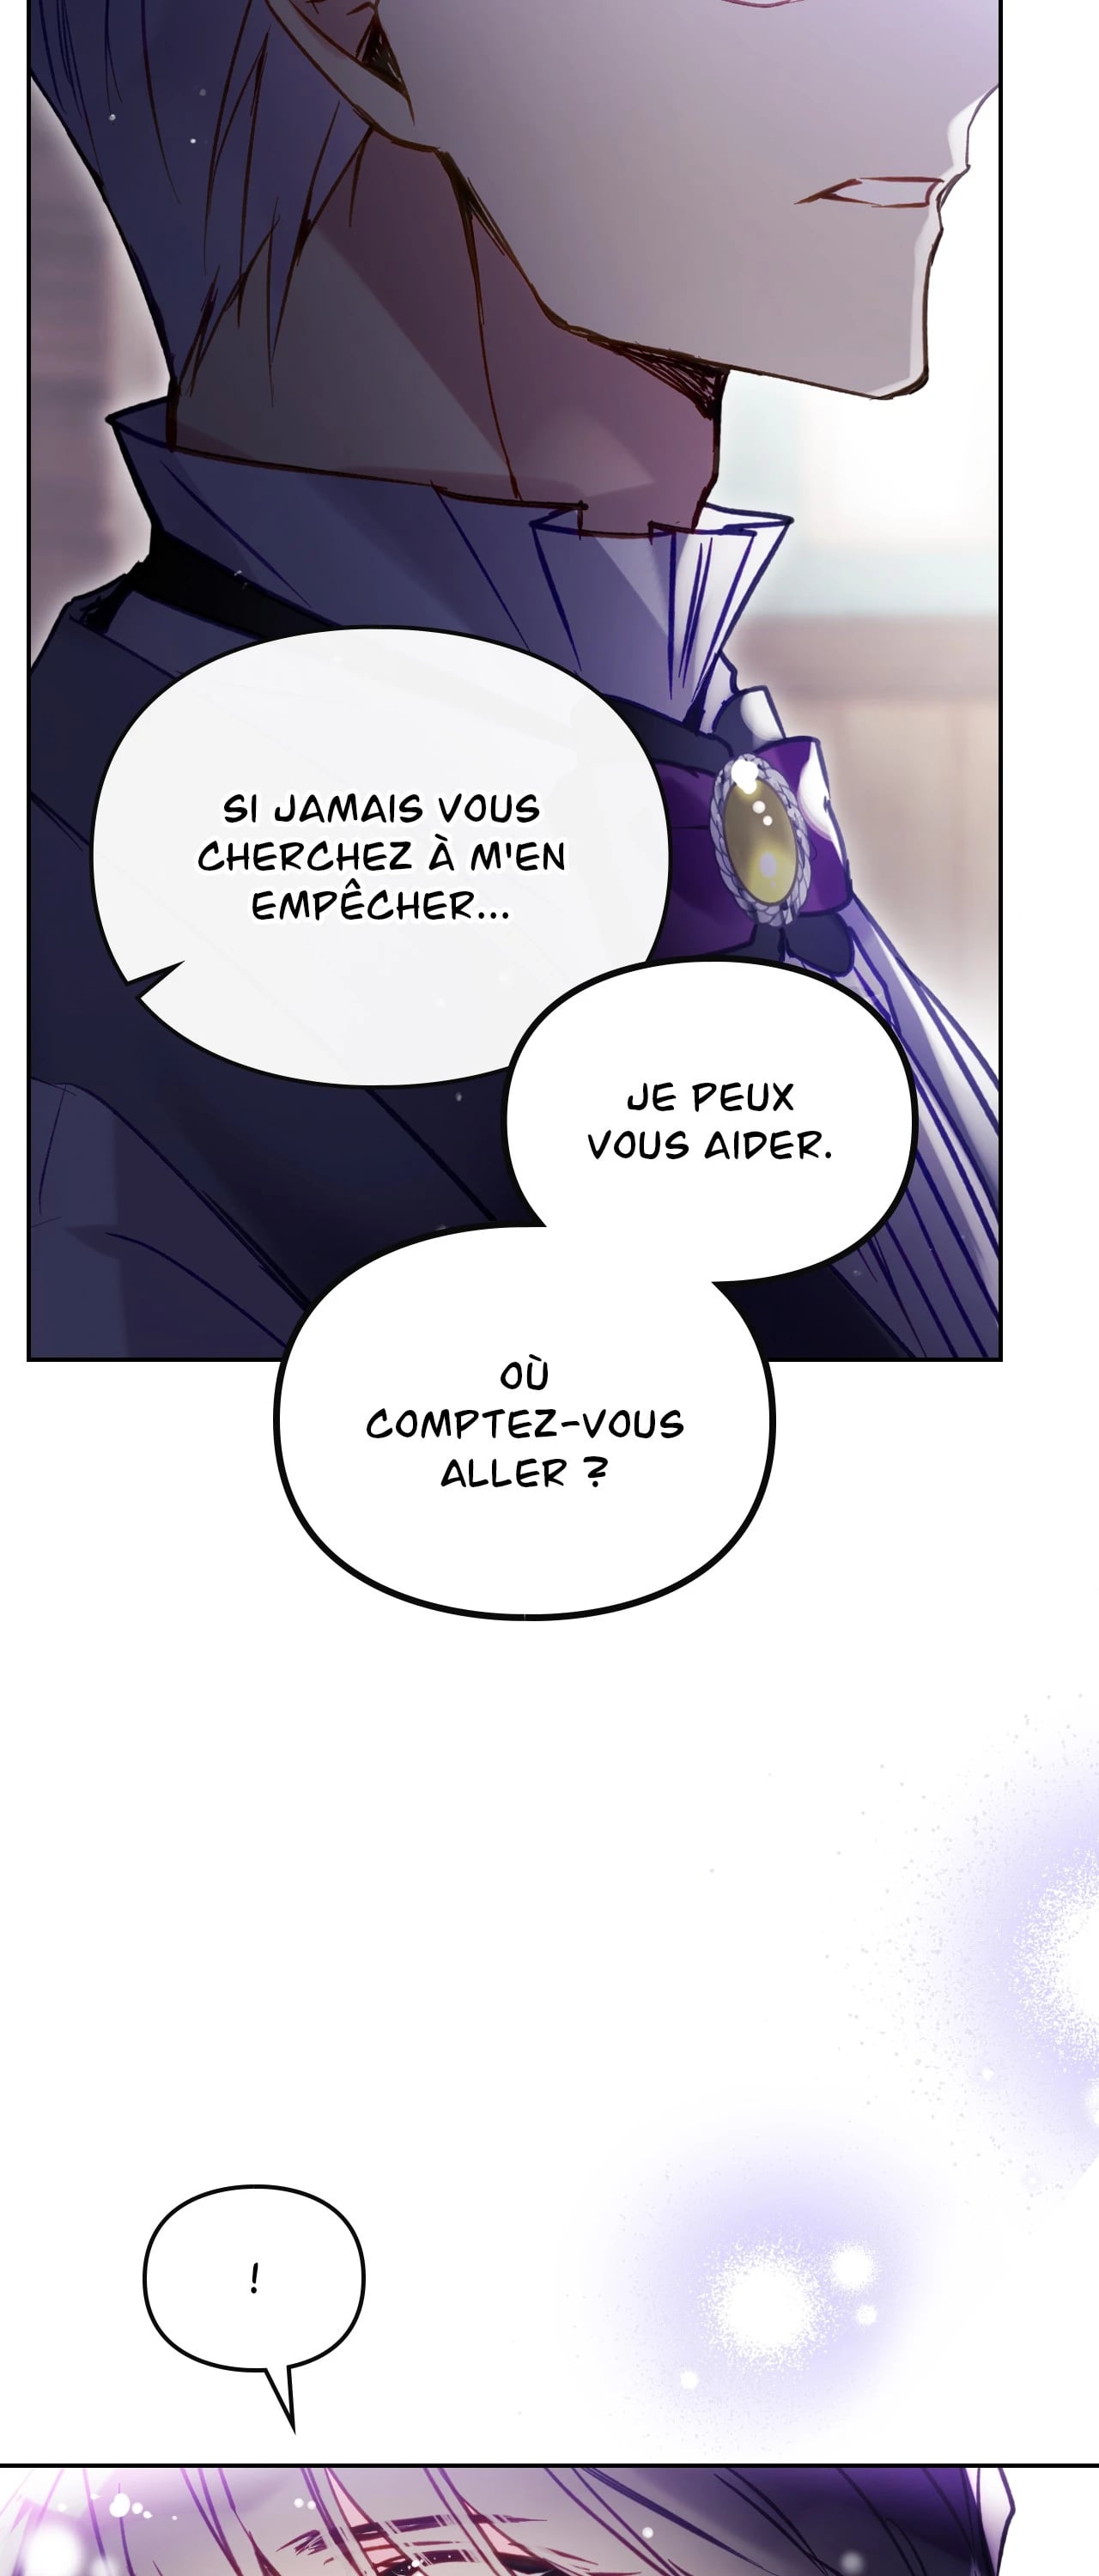 SI JAMAIS VOUS
CHERCHEZ À M'EN
EMPÊCHER...
JE PEUX
VOUS AIDER.
OÙ
COMPTEZ-VOUS
ALLER ?
!